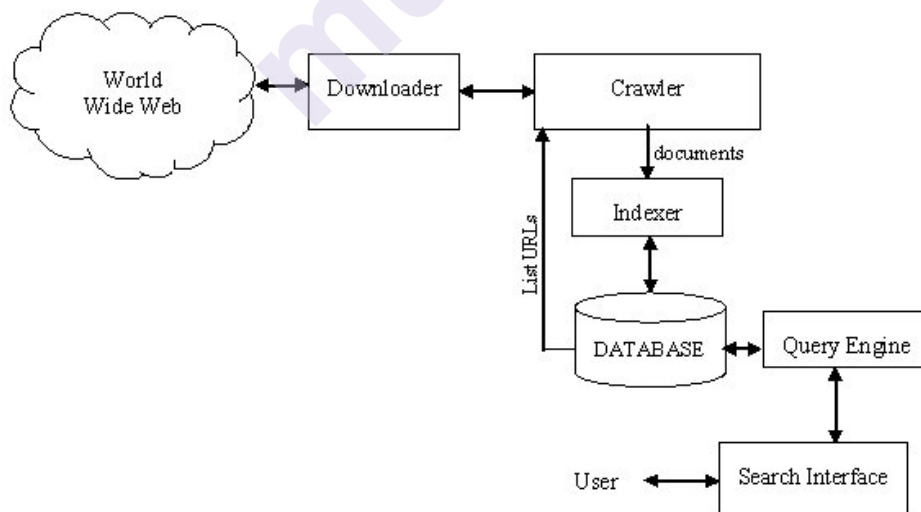 World
Wide Web
Downloader
Crawler
documents
Indexer
List URLs
DATABASE
Query Engine
User
Search Interface